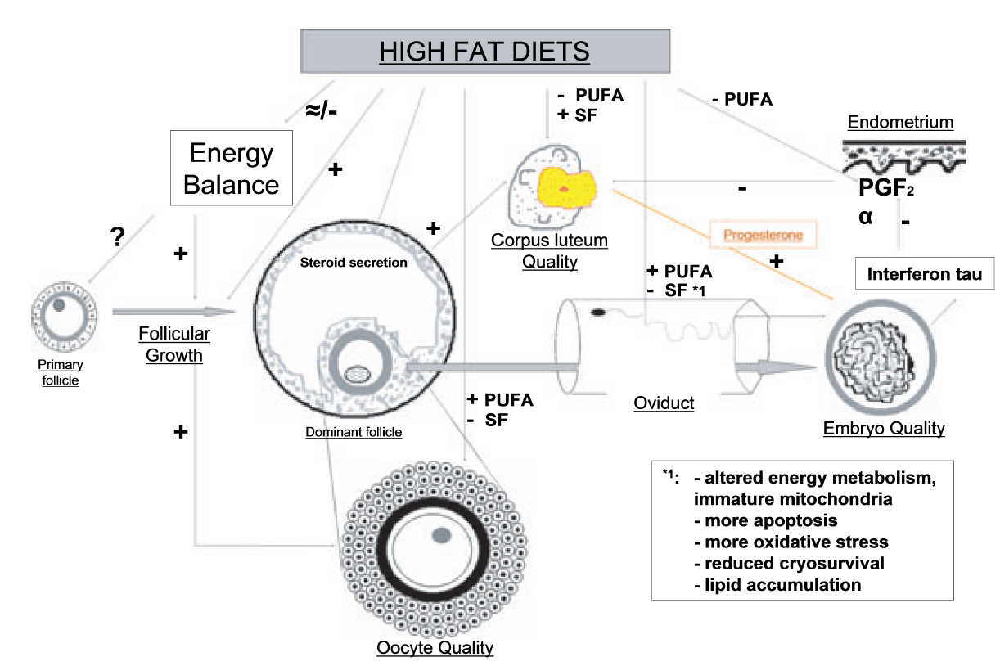 HIGH FAT DIETS
≈/-
+
- PUFA
+ SF
- PUFA
Endometrium
Energy
Balance
PGF2
α
-
-
?
+
+
Steroid secretion
Corpus luteum
Quality
Progesterone
+
Interferon tau
+ PUFA
- SF *1
Primary
follicle
Follicular
Growth
Dominant follicle
+ PUFA
- SF
Oviduct
Embryo Quality
+
Oocyte Quality
*1: - altered energy metabolism,
immature mitochondria
- more apoptosis
- more oxidative stress
- reduced cryosurvival
- lipid accumulation